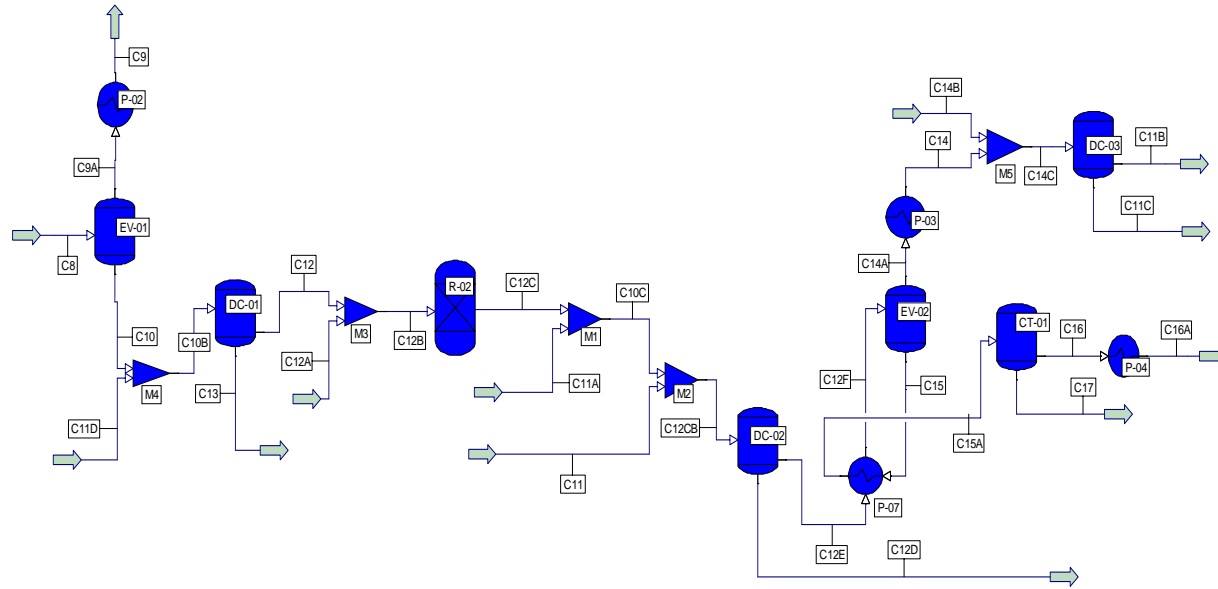 C9
P-02
C14B
C14
C11B
DC-03
C9A
M5
C14C
C11C
EV-01
P-03
C8
C12
C14A
R-02
C12C
C10C
DC-01
EV-02
CT-01
C16
C16A
C10
C10B
M3
C12B
M1
P-04
C12A
M4
C13
C11A
M2
C12F
C15
C17
C11D
C12CB
DC-02
C15A
C11
P-07
C12E
C12D